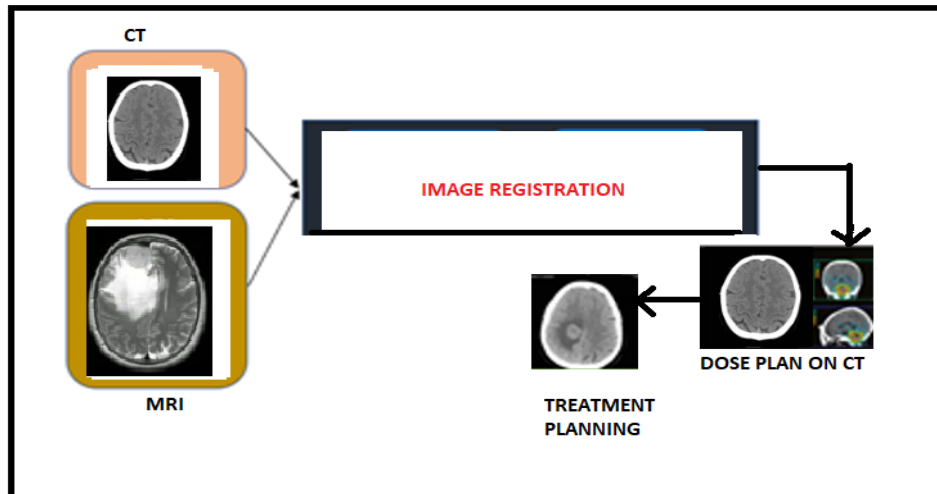 CT
IMAGE REGISTRATION
MRI
DOSE PLAN ON CT
TREATMENT
PLANNING